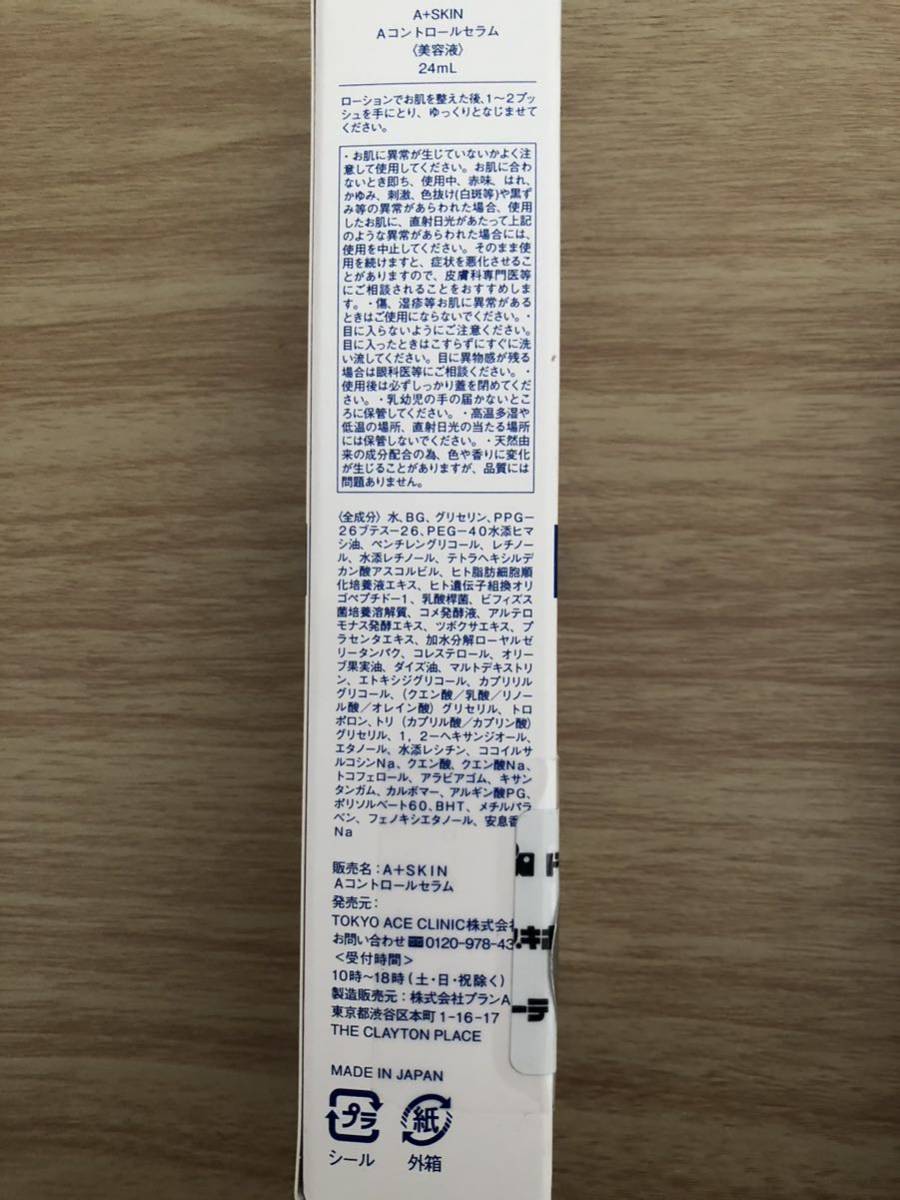 A+SKIN
Aコントロールセラム
〈美容液〉
24mL
ローションでお肌を整えた後、1〜2プッ
シュを手にとり、ゆっくりとなじませて
ください。
・お肌に異常が生じていないかよく注
意して使用してください。お肌に合わ
ないとき即ち、使用中、赤味、はれ、
かゆみ、刺激、色抜け(白斑等)や黒ず
み等の異常があらわれた場合、使用
したお肌に、直射日光があたって上記
のような異常があらわれた場合には、
使用を中止してください。そのまま使
用を続けますと、症状を悪化させるこ
とがありますので、皮膚科専門医等
にご相談されることをおすすめしま
す。・傷、湿疹等お肌に異常がある
ときはご使用にならないでください。・
目に入らないようにご注意ください。
目に入ったときはこすらずにすぐに洗
い流してください。目に異物感が残る
場合は眼科医等にご相談ください。・
使用後は必ずしっかり蓋を閉めてくだ
さい。・乳幼児の手の届かないとこ
ろに保管してください。・高温多湿や
低温の場所、直射日光の当たる場所
には保管しないでください。・天然由
来の成分配合の為、色や香りに変化
が生じることがありますが、品質には
問題ありません。
〈全成分〉水、BG、グリセリン、PPG-
26ブテス-26、PEG-40水添ヒマ
シ油、ペンチレングリコール、レチノー
ル、水添レチノール、テトラヘキシルデ
カン酸アスコルビル、ヒト脂肪細胞順
化培養液エキス、ヒト遺伝子組換オリ
ゴペプチド-1、乳酸桿菌、ビフィズス
菌培養溶解質、コメ発酵液、アルテロ
モナス発酵エキス、ツボクサエキス、プ
ラセンタエキス、加水分解ローヤルゼ
リータンパク、コレステロール、オリー
ブ果実油、ダイズ油、マルトデキストリ
ン、エトキシジグリコール、カプリリル
グリコール、(クエン酸/乳酸/リノー
ル酸/オレイン酸)グリセリル、トロ
ポロン、トリ(カプリル酸/カプリン酸)
グリセリル、1,2-ヘキサンジオール、
エタノール、水添レシチン、ココイルサ
ルコシンNa、クエン酸、クエン酸Na、
トコフェロール、アラビアゴム、キサン
タンガム、カルボマー、アルギン酸PG、
ポリソルベート60、BHT、メチルパラ
ベン、フェノキシエタノール、安息香
Na
販売名:A+SKIN
Aコントロールセラム
発売元:
TOKYO ACE CLINIC株式会
お問い合わせ 0120-978-43
<受付時間>
10時〜18時(土・日・祝除く)
製造販売元:株式会社プランA
東京都渋谷区本町1-16-17
THE CLAYTON PLACE
MADE IN JAPAN
プラ 紙
シール 外箱